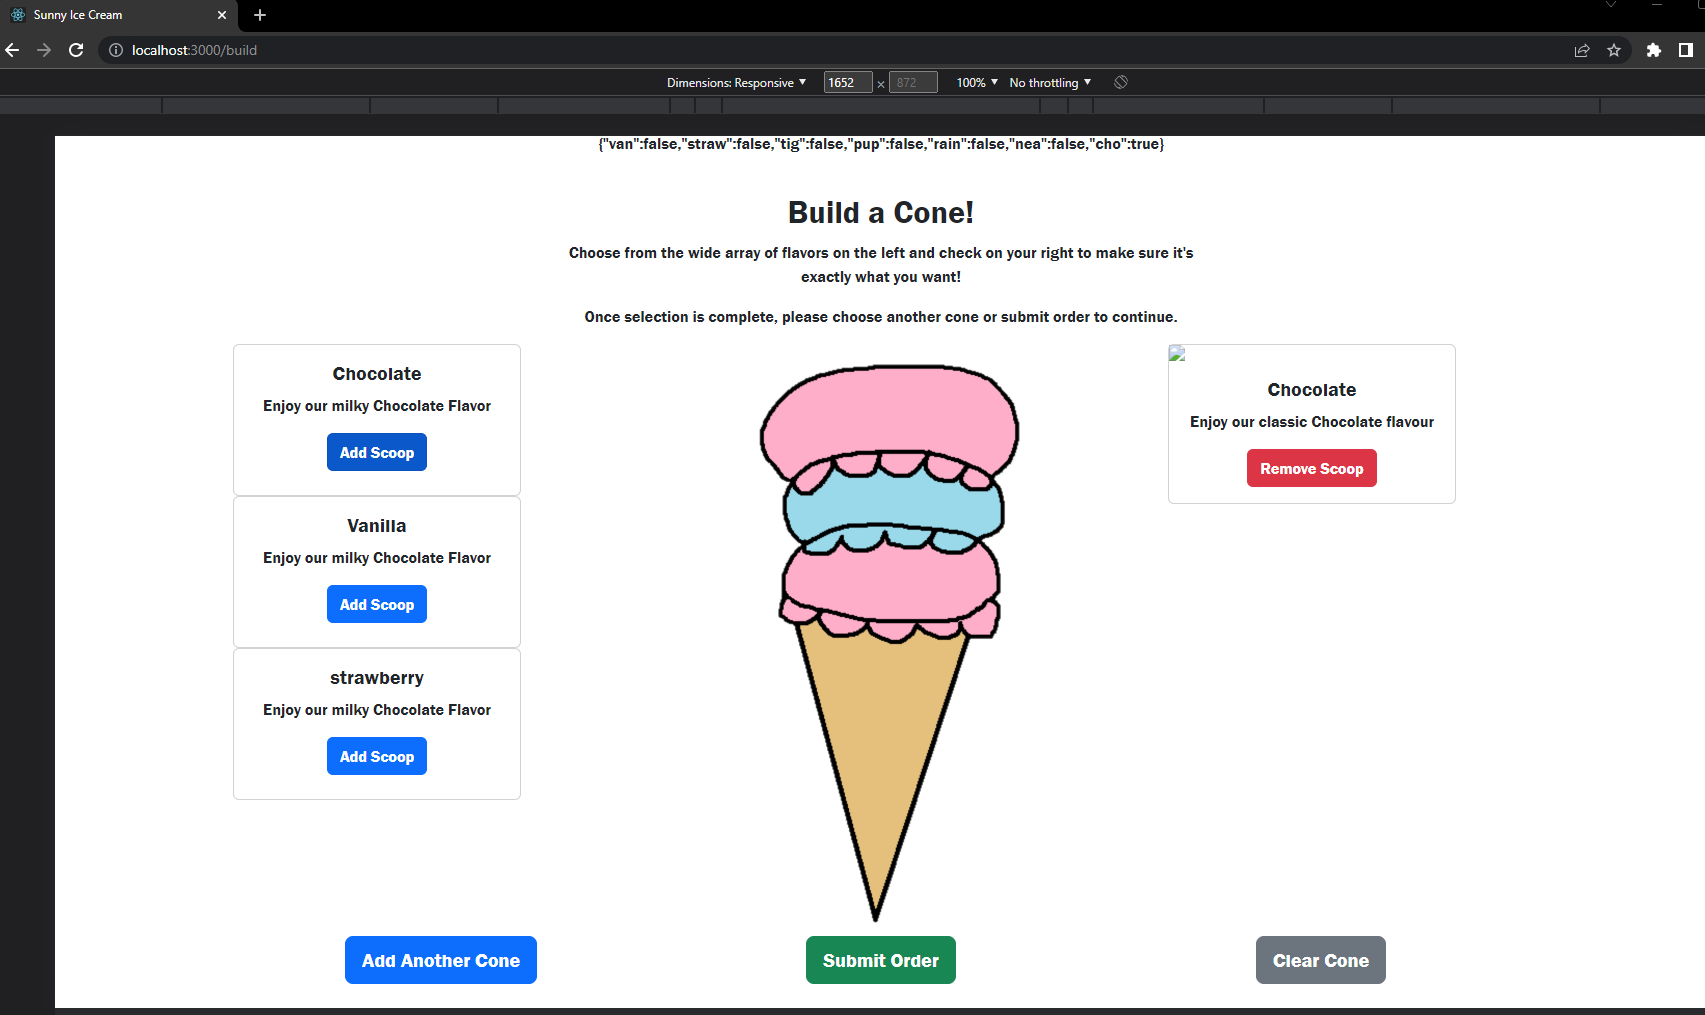 Sunny Ice Cream
localhost:3000/build
Dimensions: Responsive 1652 × 872 100% No throttling
{"van":false,"straw":false,"tig":false,"pup":false,"rain":false,"nea":false,"cho":true}
Build a Cone!
Choose from the wide array of flavors on the left and check on your right to make sure it's
exactly what you want!
Once selection is complete, please choose another cone or submit order to continue.
Chocolate
Enjoy our milky Chocolate Flavor
Add Scoop
Vanilla
Enjoy our milky Chocolate Flavor
Add Scoop
strawberry
Enjoy our milky Chocolate Flavor
Add Scoop
Chocolate
Enjoy our classic Chocolate flavour
Remove Scoop
Add Another Cone
Submit Order
Clear Cone